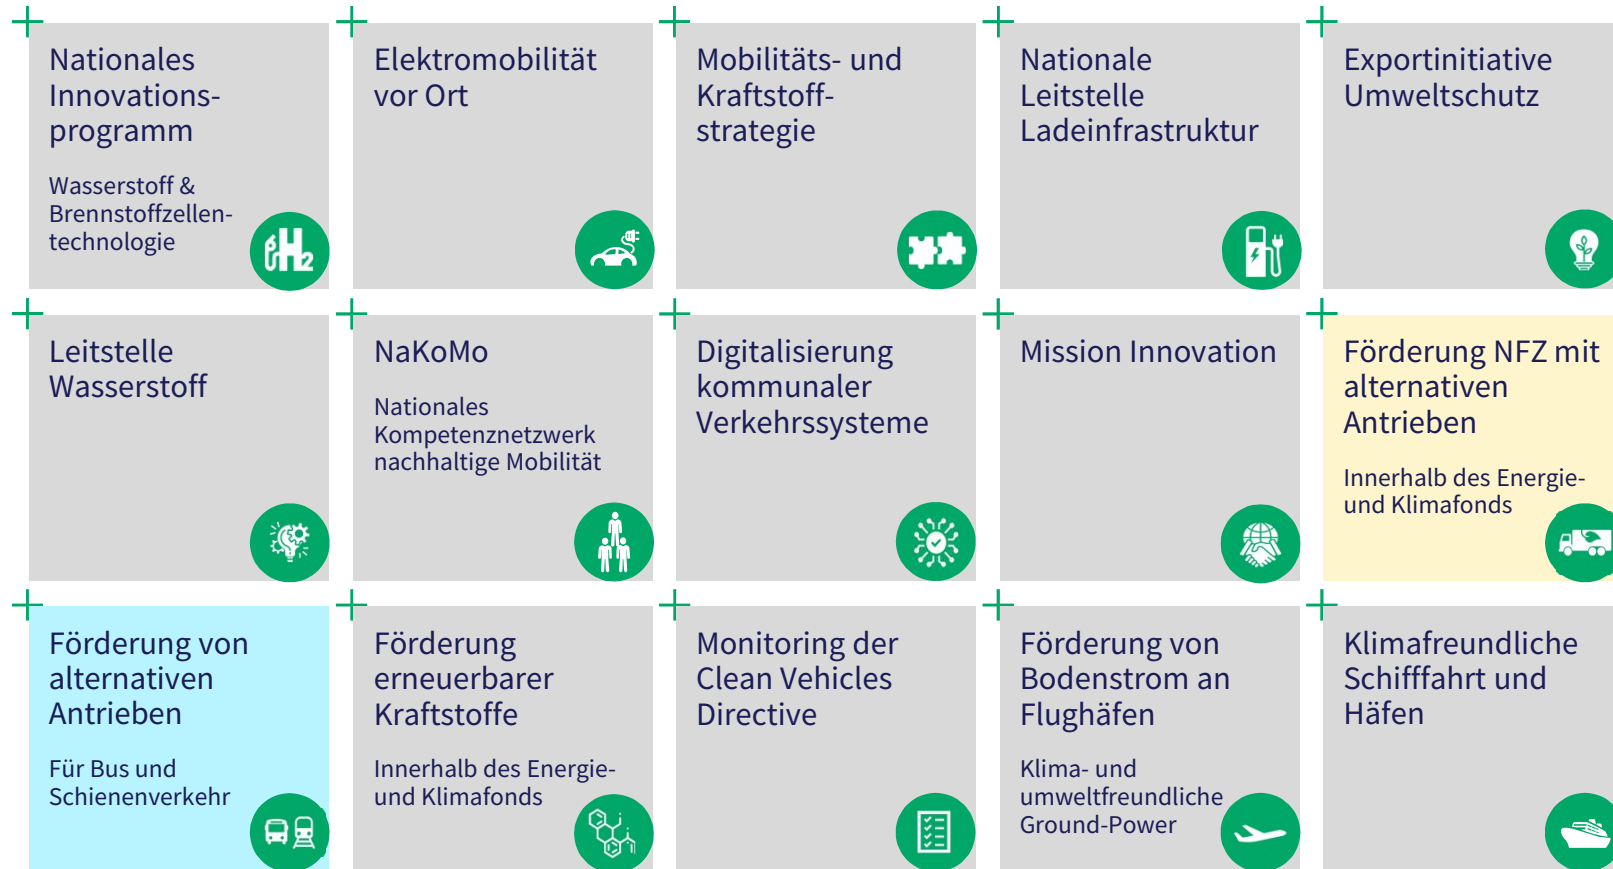 Nationales
Innovations-
programm
Wasserstoff &
Brennstoffzellen-
technologie
H2
Elektromobilität
vor Ort
Mobilitäts- und
Kraftstoff-
strategie
Nationale
Leitstelle
Ladeinfrastruktur
Exportinitiative
Umweltschutz
Leitstelle
Wasserstoff
NaKoMo
Nationales
Kompetenznetzwerk
nachhaltige Mobilität
Digitalisierung
kommunaler
Verkehrssysteme
Mission Innovation
Förderung NFZ mit
alternativen
Antrieben
Innerhalb des Energie-
und Klimafonds
Förderung von
alternativen
Antrieben
Für Bus und
Schienenverkehr
Förderung
erneuerbarer
Kraftstoffe
Innerhalb des Energie-
und Klimafonds
Monitoring der
Clean Vehicles
Directive
Förderung von
Bodenstrom an
Flughäfen
Klima- und
umweltfreundliche
Ground-Power
Klimafreundliche
Schifffahrt und
Häfen